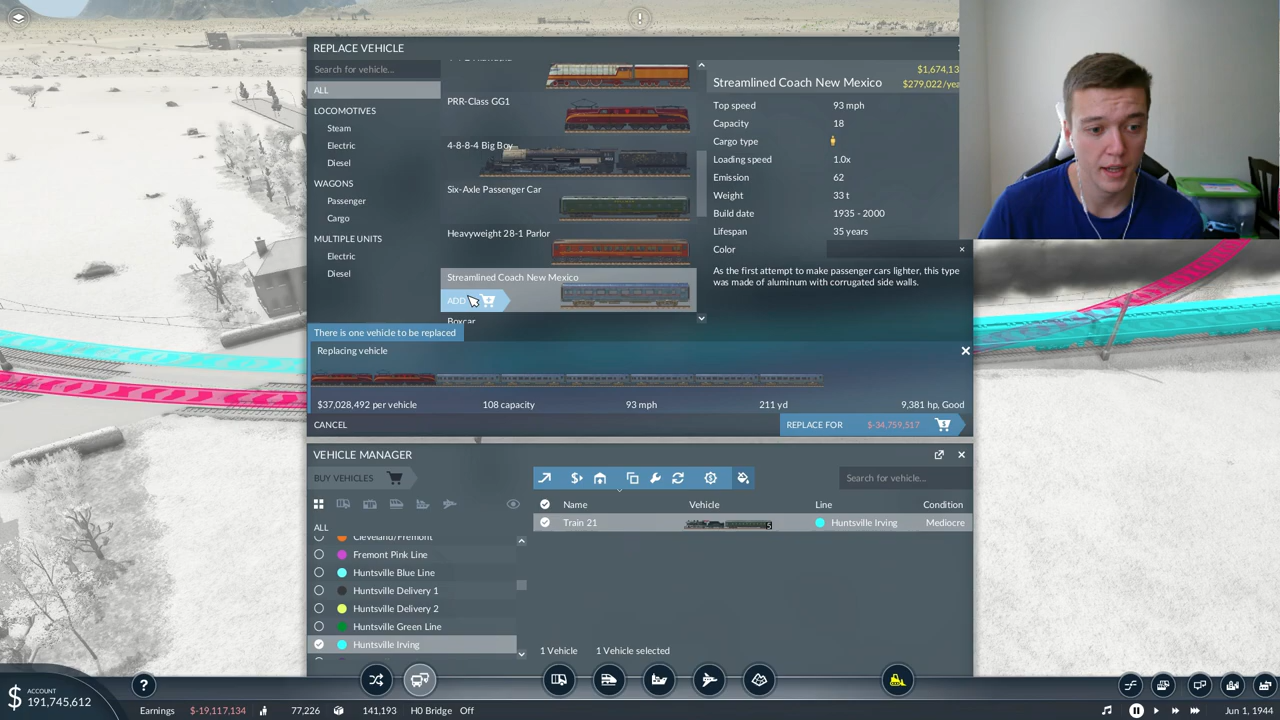 REPLACE VEHICLE
Search for vehicle...
ALL
LOCOMOTIVES
Steam
Electric
Diesel
WAGONS
Passenger
Cargo
MULTIPLE UNITS
Electric
Diesel
PRR-Class GG1
4-8-8-4 Big Boy
Six-Axle Passenger Car
Heavyweight 28-1 Parlor
Streamlined Coach New Mexico
ADD
Boxcar
$1,674,13
Streamlined Coach New Mexico
$279,022/yea
Top speed 93 mph
Capacity 18
Cargo type
Loading speed 1.0x
Emission 62
Weight 33 t
Build date 1935 - 2000
Lifespan 35 years
Color
As the first attempt to make passenger cars lighter, this type
was made of aluminum with corrugated side walls.
There is one vehicle to be replaced
Replacing vehicle
$37,028,492 per vehicle 108 capacity 93 mph 211 yd 9,381 hp, Good
CANCEL REPLACE FOR $-34,759,517
VEHICLE MANAGER
BUY VEHICLES Search for vehicle...
Name Vehicle Line Condition
Train 21 Huntsville Irving Mediocre
ALL
Cleveland/Fremont
Fremont Pink Line
Huntsville Blue Line
Huntsville Delivery 1
Huntsville Delivery 2
Huntsville Green Line
Huntsville Irving
1 Vehicle 1 Vehicle selected
ACCOUNT
$ 191,745,612
Earnings $-19,117,134 77,226 141,193 H0 Bridge Off Jun 1, 1944